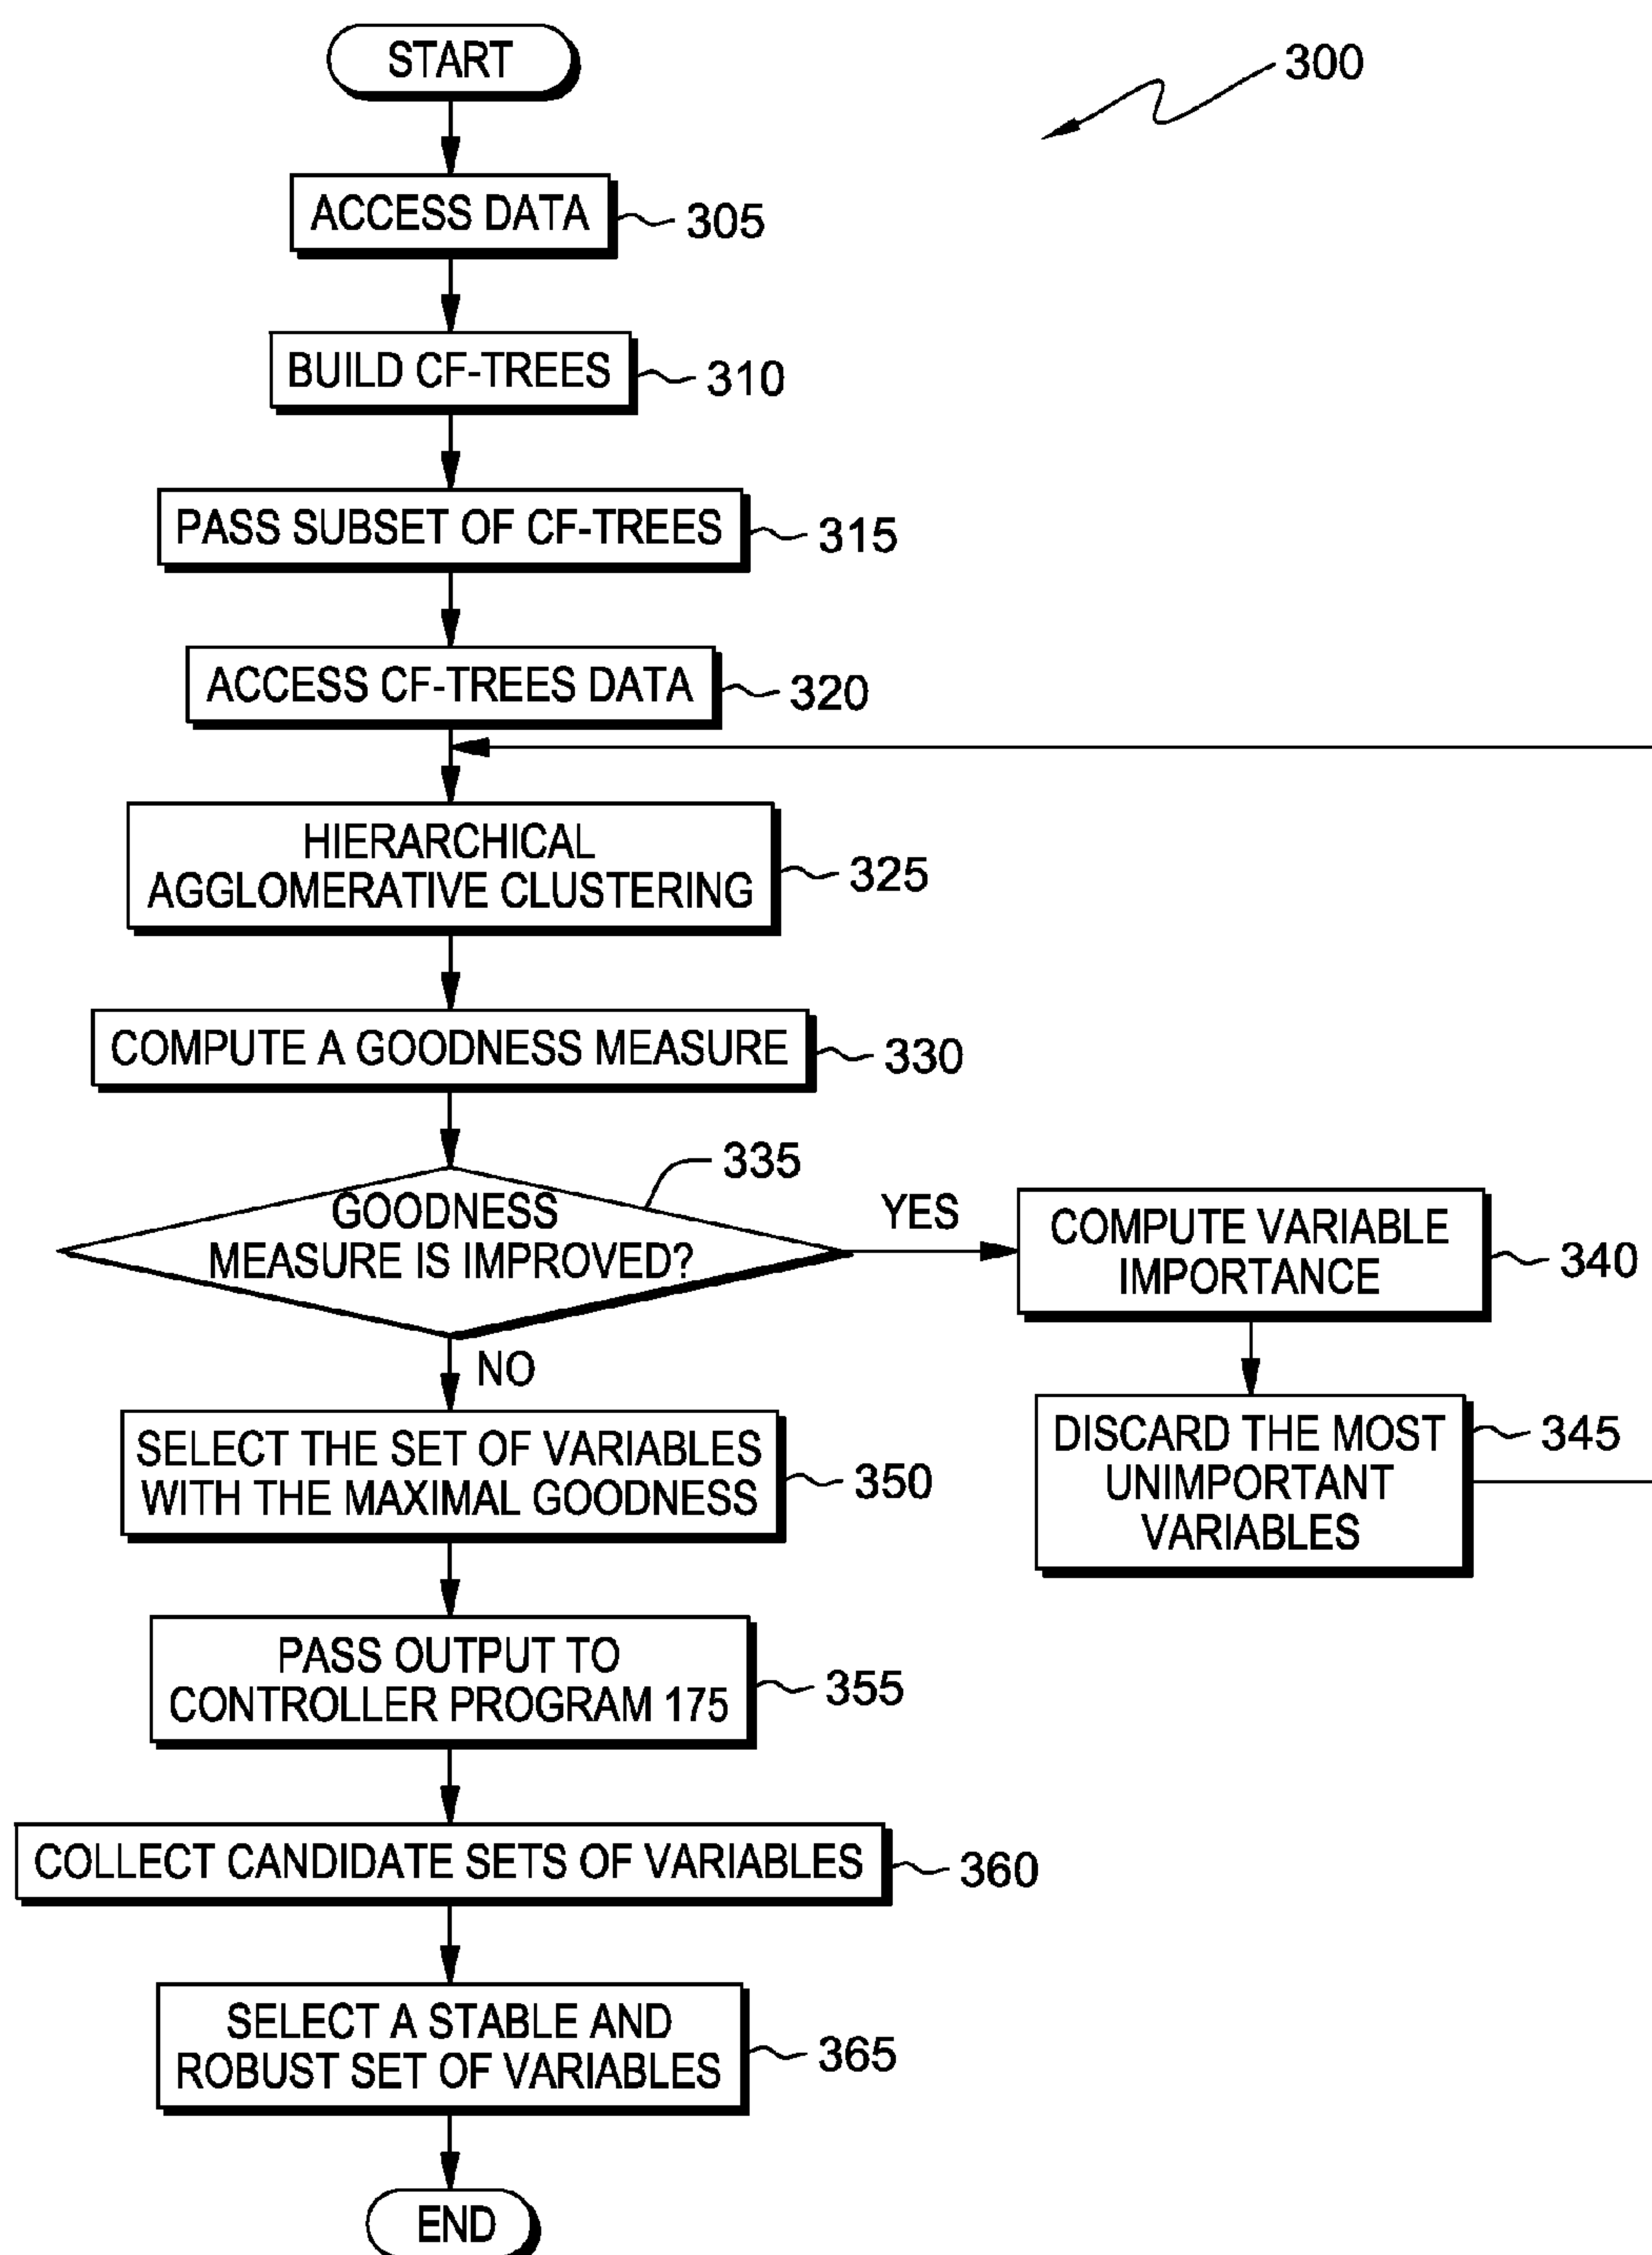 START
300
ACCESS DATA
305
BUILD CF-TREES
310
PASS SUBSET OF CF-TREES
315
ACCESS CF-TREES DATA
320
HIERARCHICAL
AGGLOMERATIVE CLUSTERING
325
COMPUTE A GOODNESS MEASURE
330
GOODNESS
MEASURE IS IMPROVED?
335
YES
COMPUTE VARIABLE
IMPORTANCE
340
DISCARD THE MOST
UNIMPORTANT
VARIABLES
345
NO
SELECT THE SET OF VARIABLES
WITH THE MAXIMAL GOODNESS
350
PASS OUTPUT TO
CONTROLLER PROGRAM 175
355
COLLECT CANDIDATE SETS OF VARIABLES
360
SELECT A STABLE AND
ROBUST SET OF VARIABLES
365
END